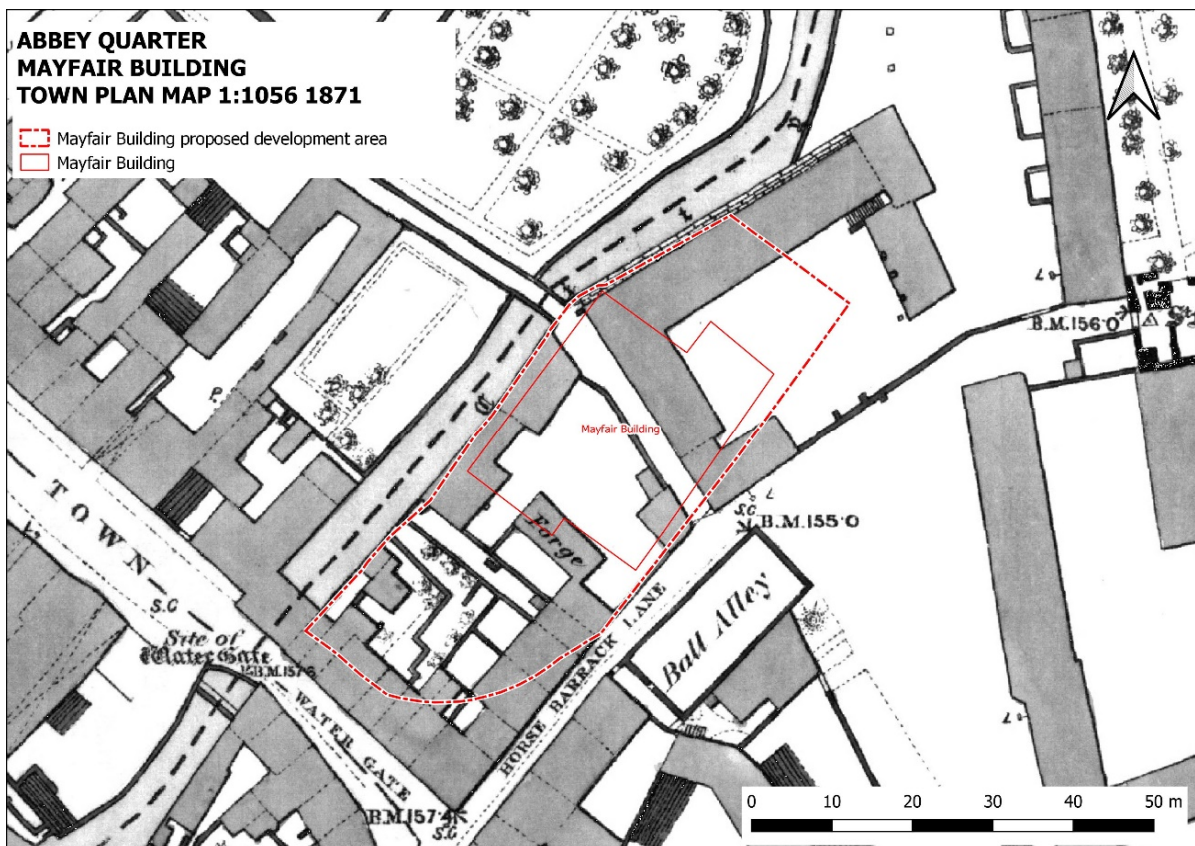 ABBEY QUARTER
MAYFAIR BUILDING
TOWN PLAN MAP 1:1056 1871
Mayfair Building proposed development area
Mayfair Building
B.M.156·0
P.
C
Mayfair Building
TOWN
Forge
S.C
B.M.155·0
S.C
Site of
Water Gate
B.M.157·6
WATER GATE
HORSE BARRACK LANE
Ball Alley
B.M.157·4
S.C
0 10 20 30 40 50 m